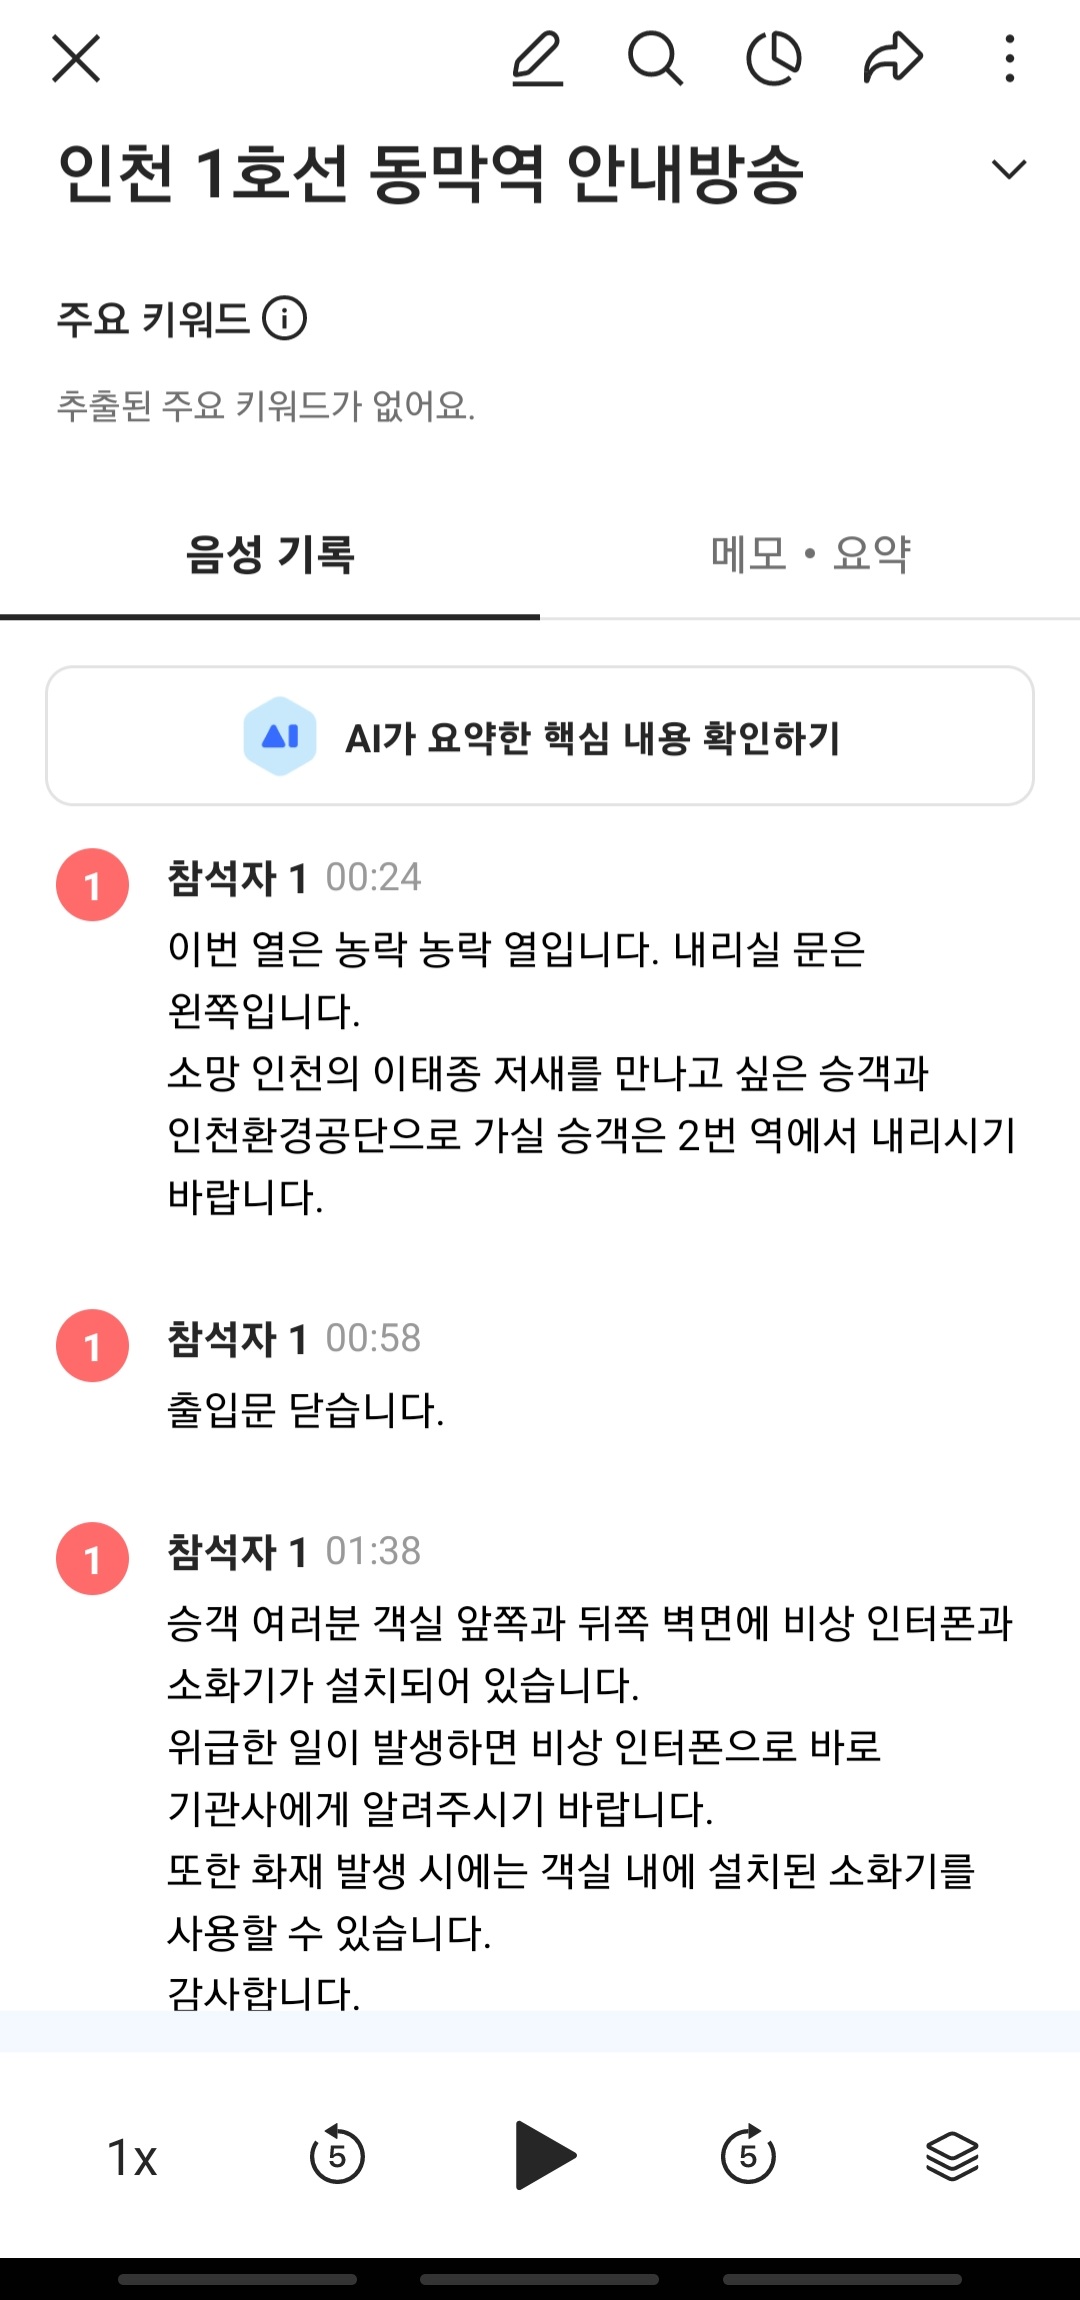 인천 1호선 동막역 안내방송
주요 키워드
추출된 주요 키워드가 없어요.
음성 기록
메모 • 요약
AI
AI가 요약한 핵심 내용 확인하기
1
참석자 1 00:24
이번 열은 농락 농락 열입니다. 내리실 문은
왼쪽입니다.
소망 인천의 이태종 저새를 만나고 싶은 승객과
인천환경공단으로 가실 승객은 2번 역에서 내리시기
바랍니다.
1
참석자 1 00:58
출입문 닫습니다.
1
참석자 1 01:38
승객 여러분 객실 앞쪽과 뒤쪽 벽면에 비상 인터폰과
소화기가 설치되어 있습니다.
위급한 일이 발생하면 비상 인터폰으로 바로
기관사에게 알려주시기 바랍니다.
또한 화재 발생 시에는 객실 내에 설치된 소화기를
사용할 수 있습니다.
감사합니다.
1x
5
5